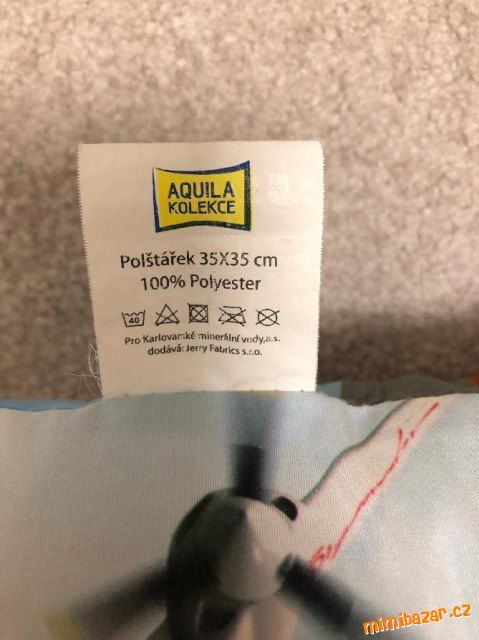 AQUILA
KOLEKCE
Polštářek 35X35 cm
100% Polyester
40
Pro Karlovarské minerální vody,a.s.
dodává: Jerry Fabrics s.r.o.
mimibazar.cz